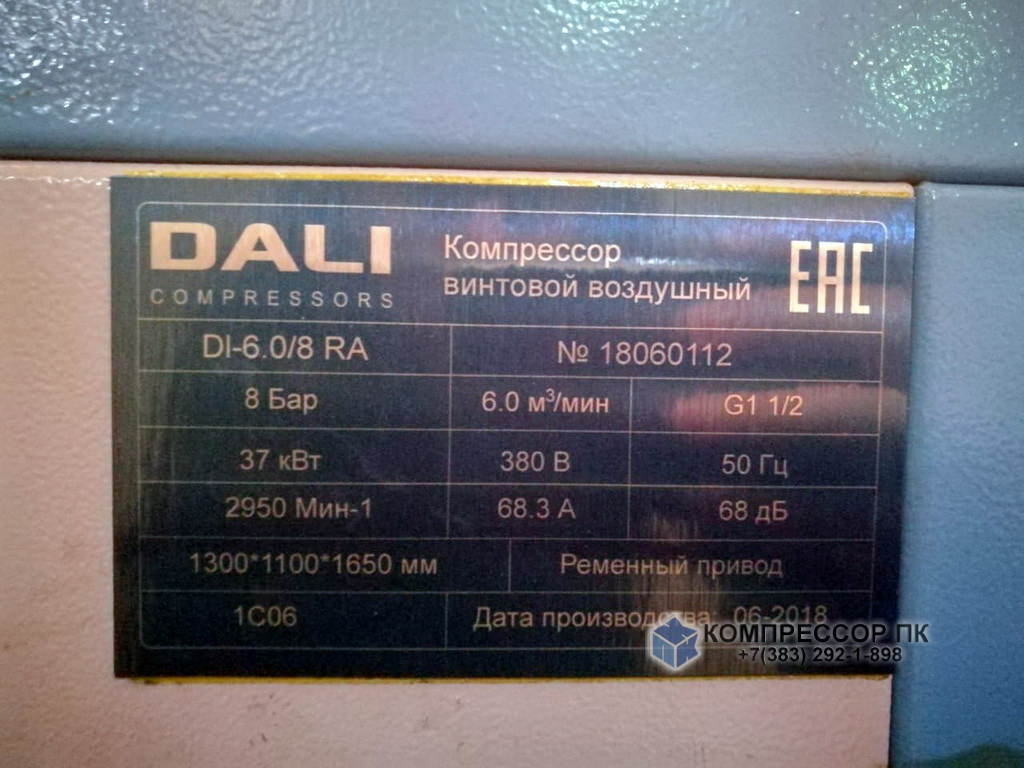 DALI
COMPRESSORS
Компрессор
винтовой воздушный
EAC
DI-6.0/8 RA № 18060112
8 Бар 6.0 м³/мин G1 1/2
37 кВт 380 В 50 Гц
2950 Мин-1 68.3 А 68 дБ
1300*1100*1650 мм Ременный привод
1C06 Дата производства: 06-2018
КОМПРЕССОР ПК
+7(383) 292-1-898